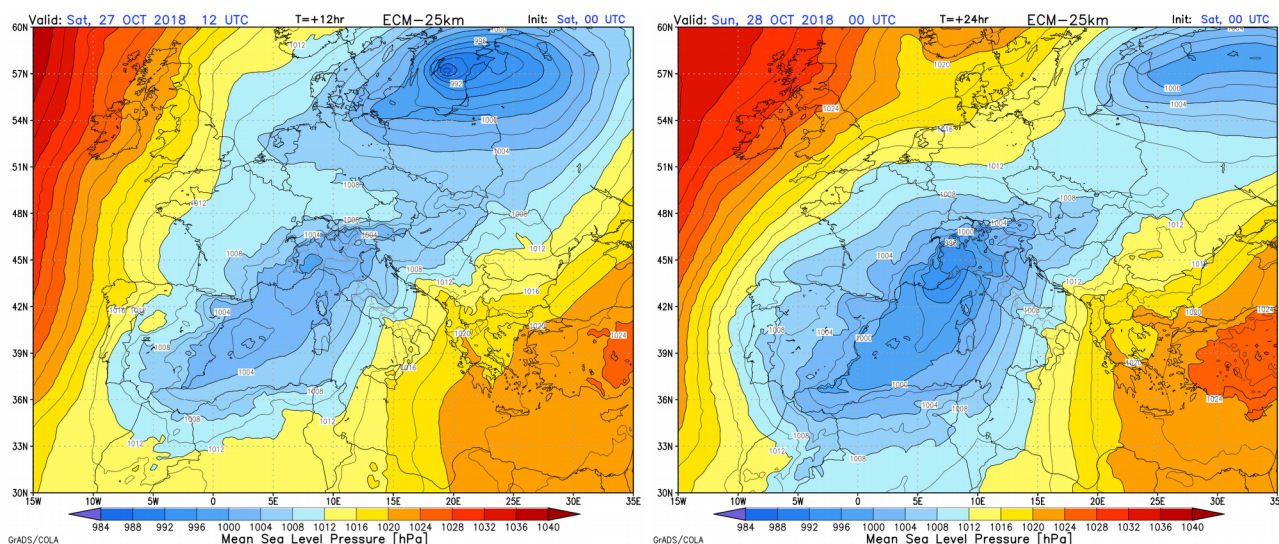 Valid: Sat, 27 OCT 2018 12 UTC T=+12hr ECM-25km Init: Sat, 00 UTC
60N
57N
54N
51N
48N
45N
42N
39N
36N
33N
30N
15W 10W 5W 0 5E 10E 15E 20E 25E 30E 35E
984 988 992 996 1000 1004 1008 1012 1016 1020 1024 1028 1032 1036 1040
GrADS/COLA Mean Sea Level Pressure [hPa]
Valid: Sun, 28 OCT 2018 00 UTC T=+24hr ECM-25km Init: Sat, 00 UTC
60N
57N
54N
51N
48N
45N
42N
39N
36N
33N
30N
15W 10W 5W 0 5E 10E 15E 20E 25E 30E 35E
984 988 992 996 1000 1004 1008 1012 1016 1020 1024 1028 1032 1036 1040
GrADS/COLA Mean Sea Level Pressure [hPa]